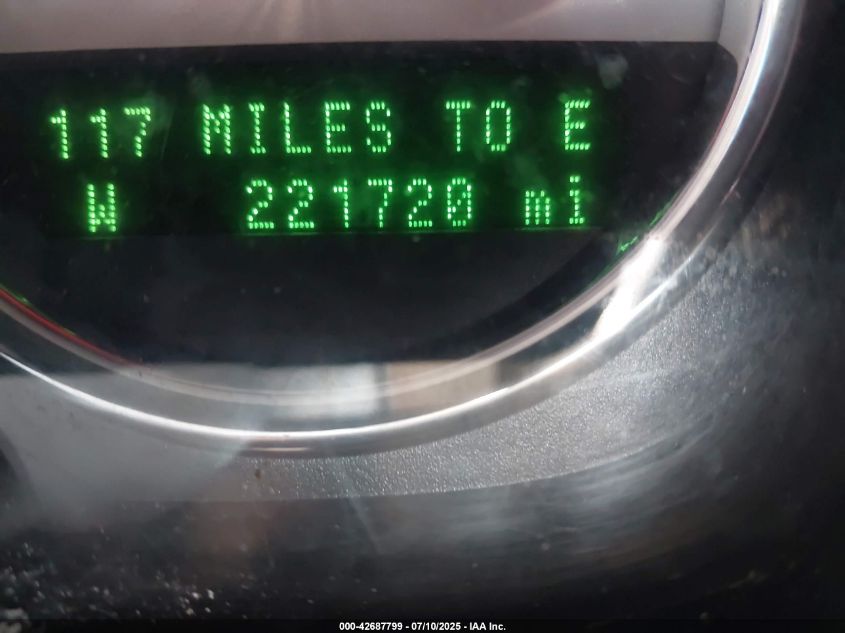 117 MILES TO E
W 221720 mi
000-42687799 - 07/10/2025 - IAA Inc.